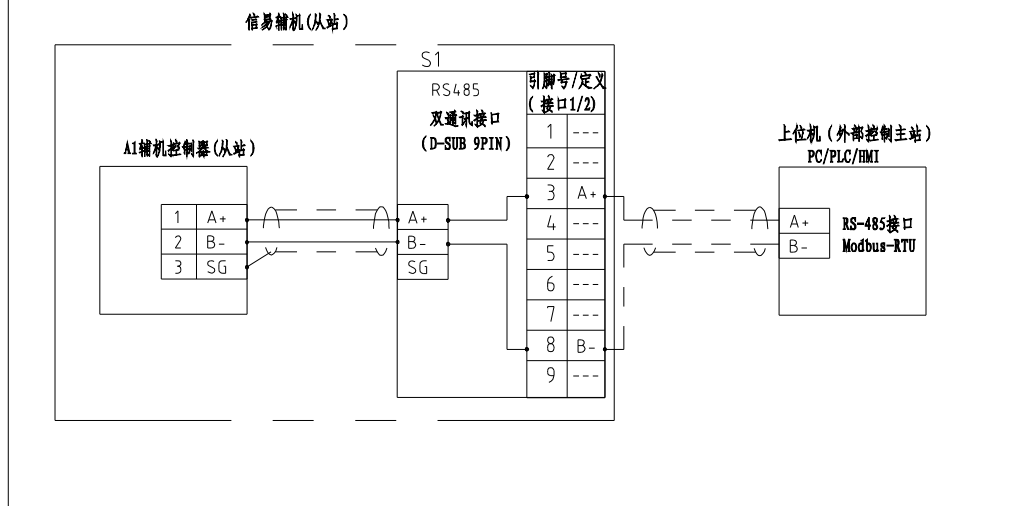 信易辅机(从站)
S1
RS485
双通讯接口
(D-SUB 9PIN)
引脚号/定义
(接口1/2)
1 ---
2 ---
3 A+
4 ---
5 ---
6 ---
7 ---
8 B-
9 ---
A1辅机控制器(从站)
1 A+
2 B-
3 SG
A+
B-
SG
上位机(外部控制主站)
PC/PLC/HMI
A+
B-
RS-485接口
Modbus-RTU